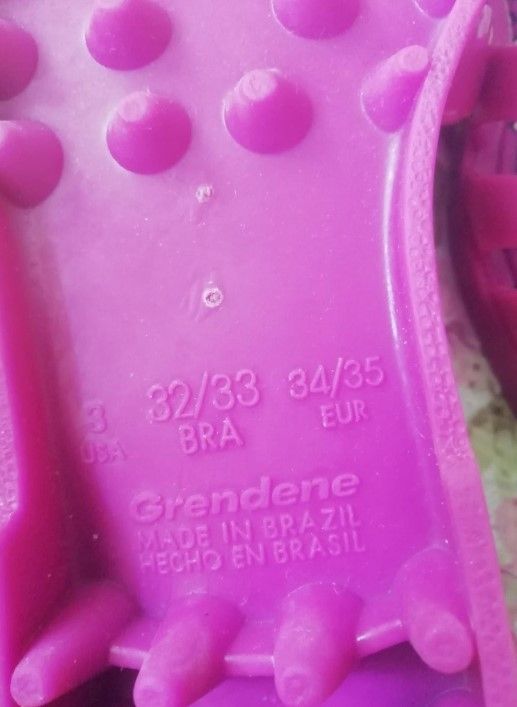 3 32/33 34/35
USA BRA EUR
Grendene
MADE IN BRAZIL
HECHO EN BRASIL